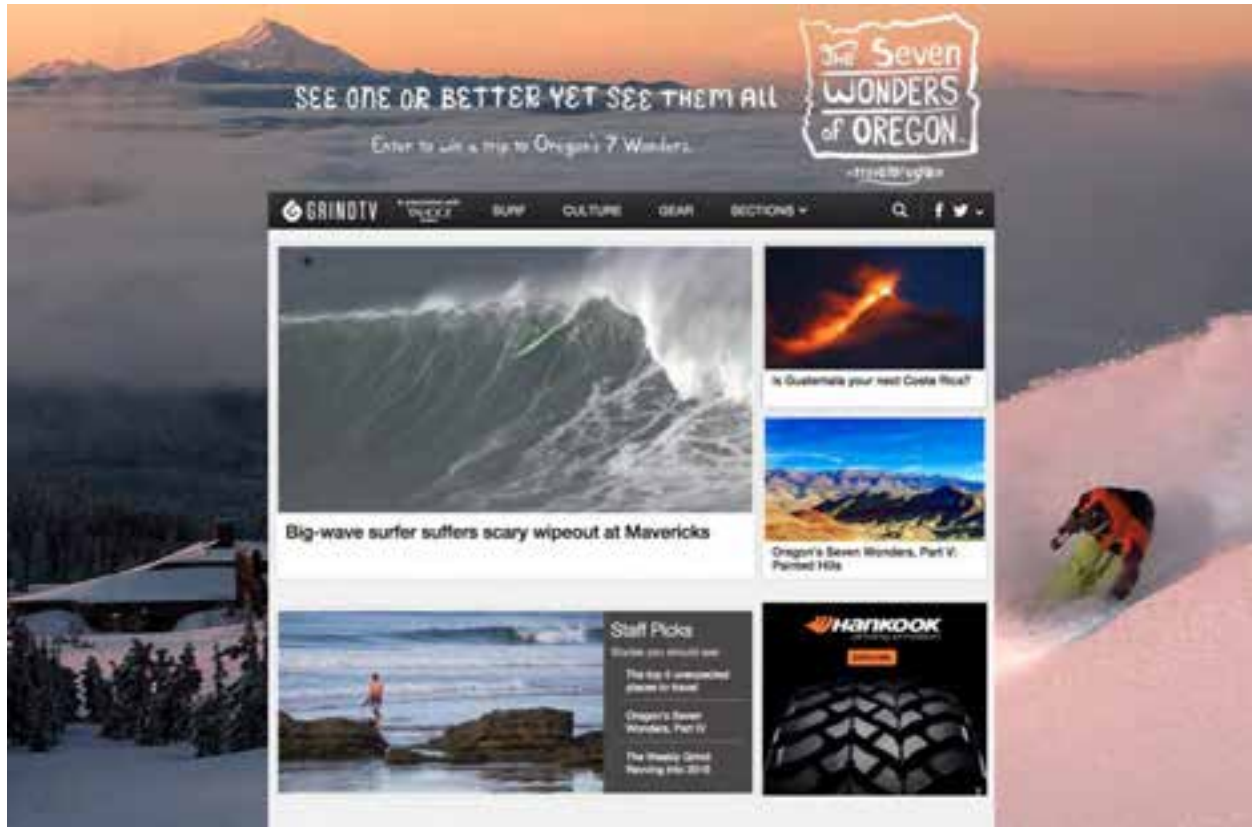 SEE ONE OR BETTER YET SEE THEM ALL
Enter to win a trip to Oregon's 7 Wonders.
THE Seven
WONDERS
of OREGON
GRINDTV
YAHOO!
SURF
CULTURE
GEAR
SECTIONS
Big-wave surfer suffers scary wipeout at Mavericks
Is Guatemala your next Costa Rica?
Oregon's Seven Wonders, Part V:
Painted Hills
Staff Picks
Stories you should see
The top 5 unexpected
places to travel
Oregon's Seven
Wonders, Part IV
The Weekly Grind
Revving Into 2016
HANKOOK
driving emotion